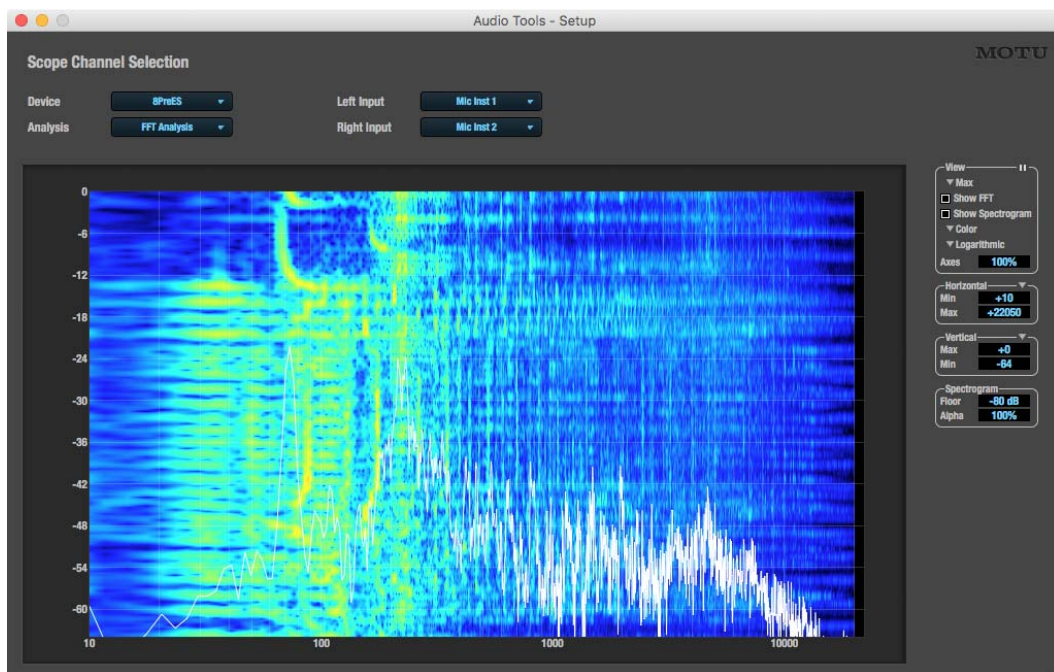 Audio Tools - Setup
MOTU
Scope Channel Selection
Device 8PreES Left Input Mic Inst 1
Analysis FFT Analysis Right Input Mic Inst 2
View
Max
Show FFT
Show Spectrogram
Color
Logarithmic
Axes 100%
Horizontal
Min +10
Max +22050
Vertical
Max +0
Min -64
Spectrogram
Floor -80 dB
Alpha 100%
0
-6
-12
-18
-24
-30
-36
-42
-48
-54
-60
10 100 1000 10000